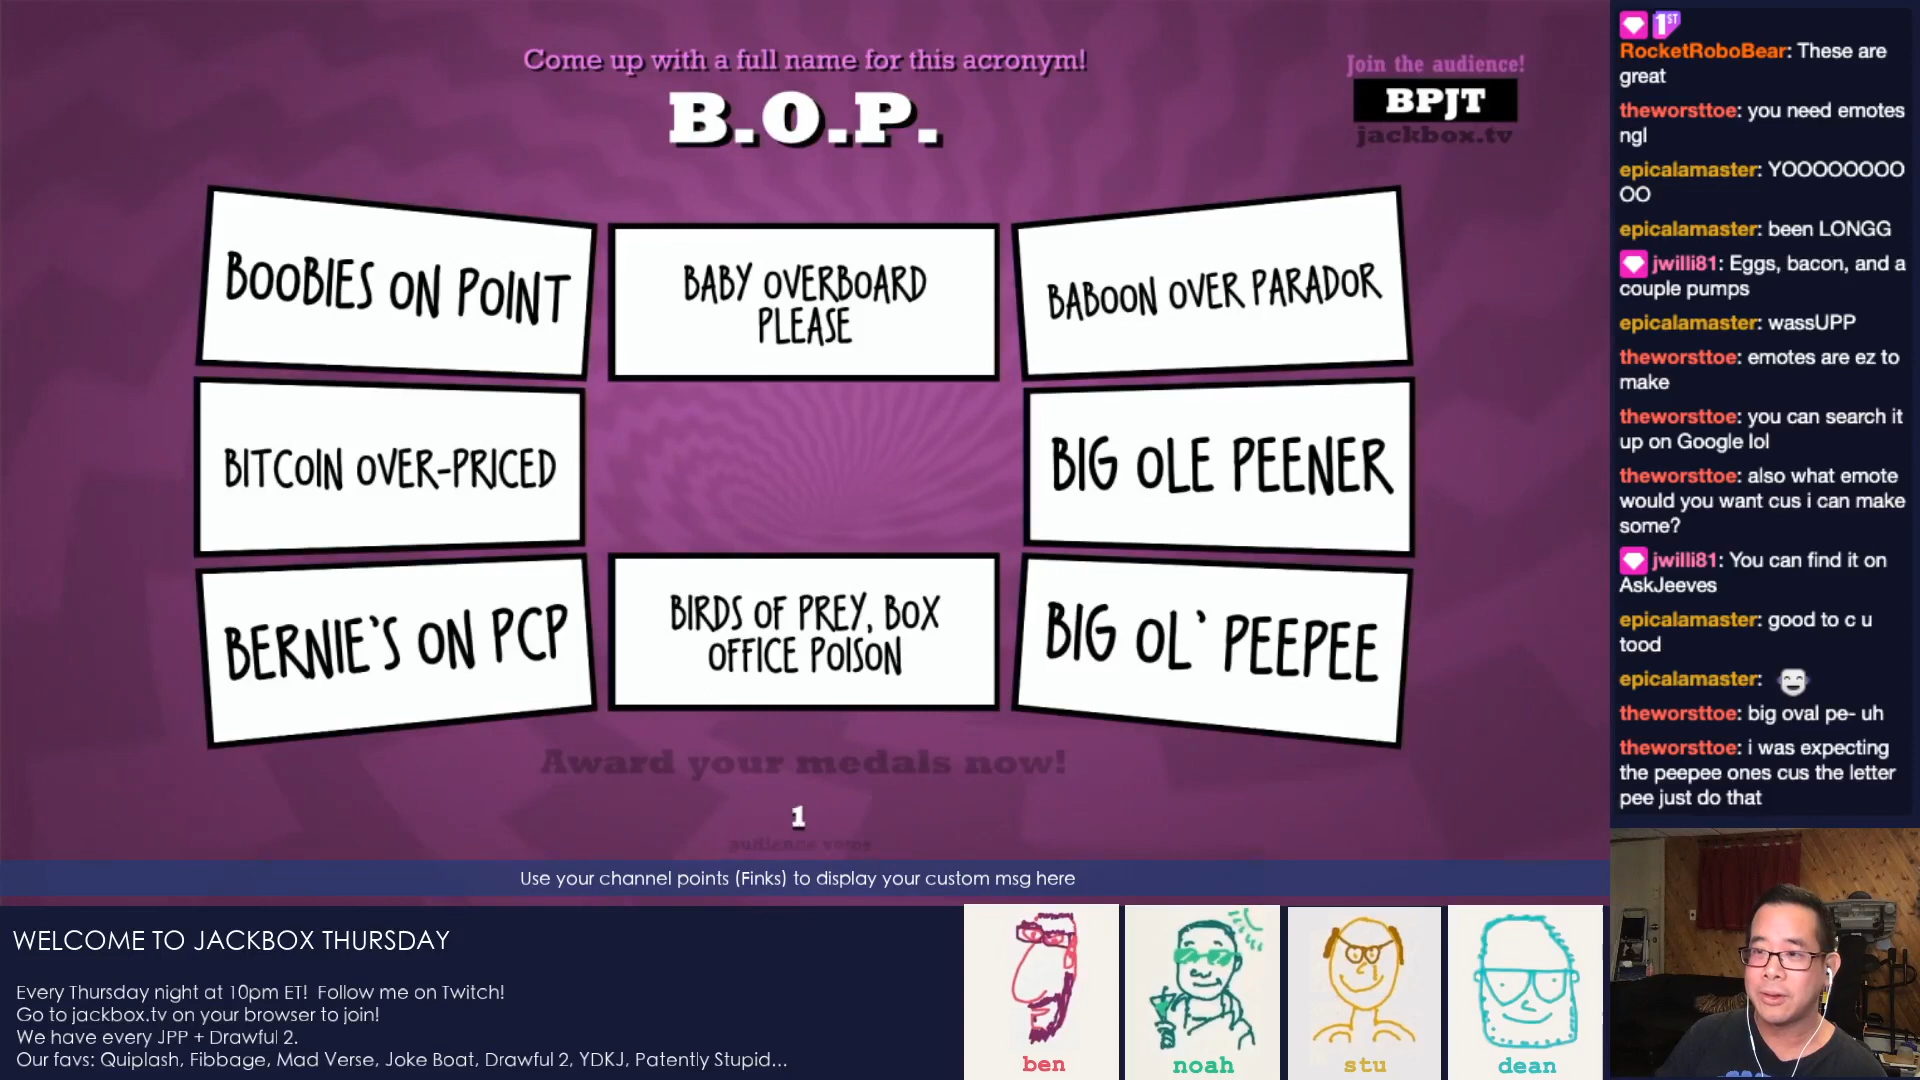 Come up with a full name for this acronym!
B.O.P.
Join the audience!
BPJT
jackbox.tv
BOOBIES ON POINT
BABY OVERBOARD
PLEASE
BABOON OVER PARADOR
BITCOIN OVER-PRICED
BIG OLE PEENER
BERNIE'S ON PCP
BIRDS OF PREY, BOX
OFFICE POISON
BIG OL' PEEPEE
Award your medals now!
1
audience votes
Use your channel points (Finks) to display your custom msg here
WELCOME TO JACKBOX THURSDAY
Every Thursday night at 10pm ET! Follow me on Twitch!
Go to jackbox.tv on your browser to join!
We have every JPP + Drawful 2.
Our favs: Quiplash, Fibbage, Mad Verse, Joke Boat, Drawful 2, YDKJ, Patently Stupid...
ben
noah
stu
dean
1ST
RocketRoboBear: These are
great
theworsttoe: you need emotes
ngl
epicalamaster: YOOOOOOOO
OO
epicalamaster: been LONGG
jwilli81: Eggs, bacon, and a
couple pumps
epicalamaster: wassUPP
theworsttoe: emotes are ez to
make
theworsttoe: you can search it
up on Google lol
theworsttoe: also what emote
would you want cus i can make
some?
jwilli81: You can find it on
AskJeeves
epicalamaster: good to c u
tood
epicalamaster:
theworsttoe: big oval pe- uh
theworsttoe: i was expecting
the peepee ones cus the letter
pee just do that